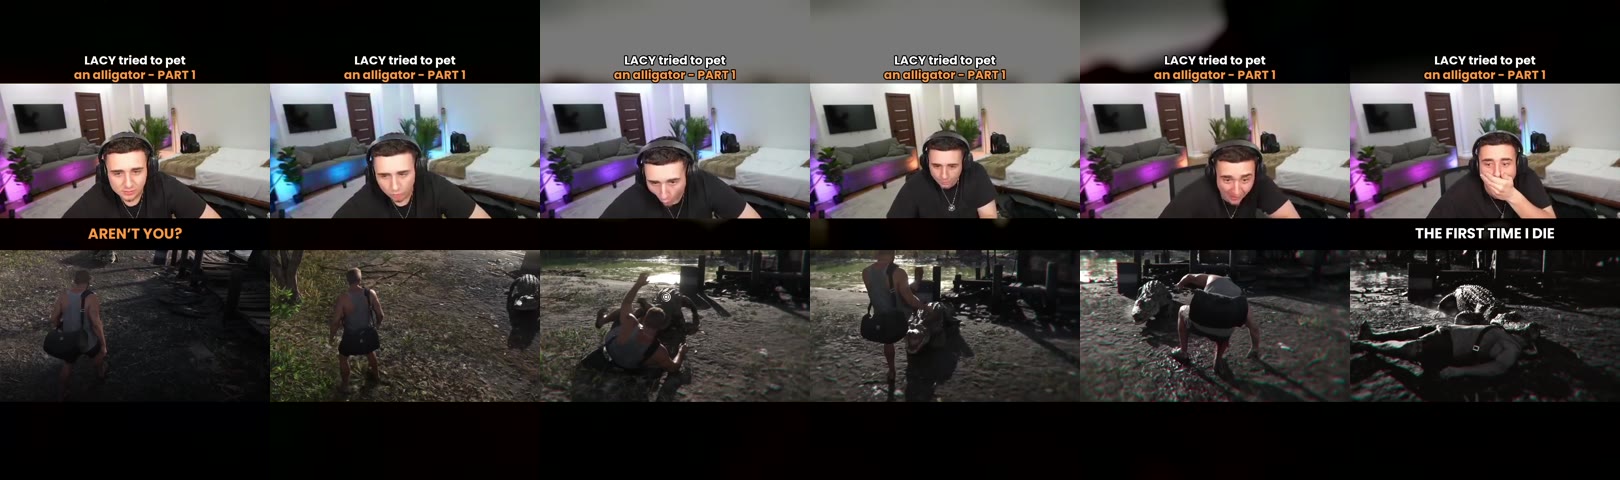 LACY tried to pet
an alligator - PART 1
LACY tried to pet
an alligator - PART 1
LACY tried to pet
an alligator - PART 1
LACY tried to pet
an alligator - PART 1
LACY tried to pet
an alligator - PART 1
LACY tried to pet
an alligator - PART 1
AREN'T YOU?
THE FIRST TIME I DIE